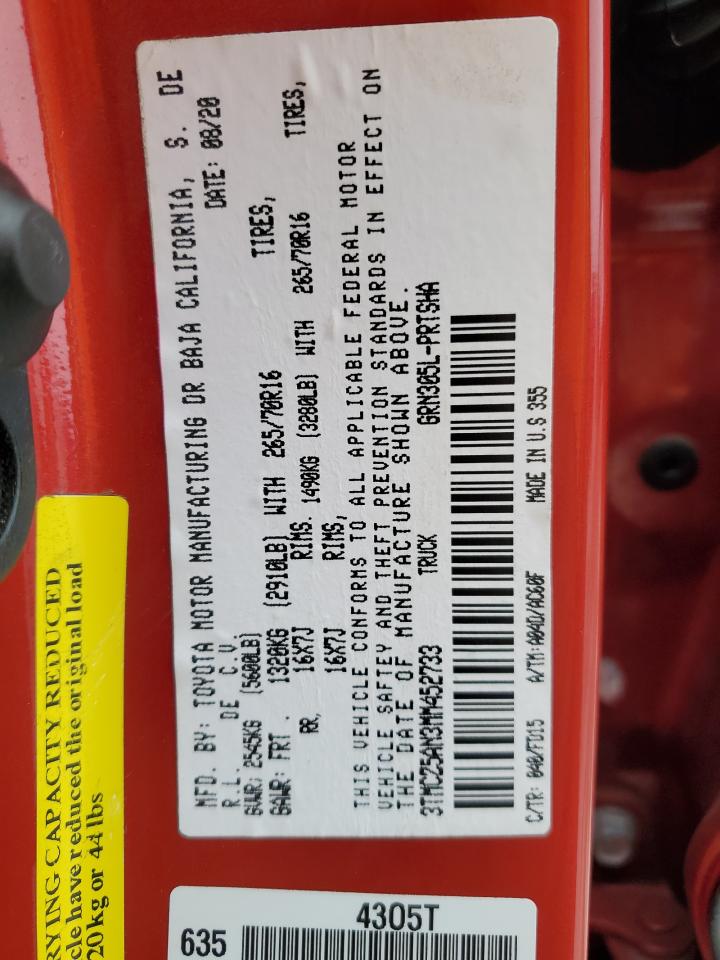 MFD. BY: TOYOTA MOTOR MANUFACTURING DR BAJA CALIFORNIA, S. DE
R.L. DE C.V. DATE: 08/20
GVWR: 2545KG (5600LB)
GAWR: FRT. 1320KG (2910LB) WITH 265/70R16 TIRES,
16X7J RIMS.
RR, 1490KG (3280LB) WITH 265/70R16 TIRES,
16X7J RIMS,
THIS VEHICLE CONFORMS TO ALL APPLICABLE FEDERAL MOTOR
VEHICLE SAFTEY AND THEFT PREVENTION STANDARDS IN EFFECT ON
THE DATE OF MANUFACTURE SHOWN ABOVE.
3TMCZ5AN3MM452733 TRUCK GRN305L-PRTSHA
C/TR: 040/FD15 A/TM: A04D/AC60F MADE IN U.S 355
RYING CAPACITY REDUCED
cle have reduced the original load
20 kg or 44 lbs
4305T
635